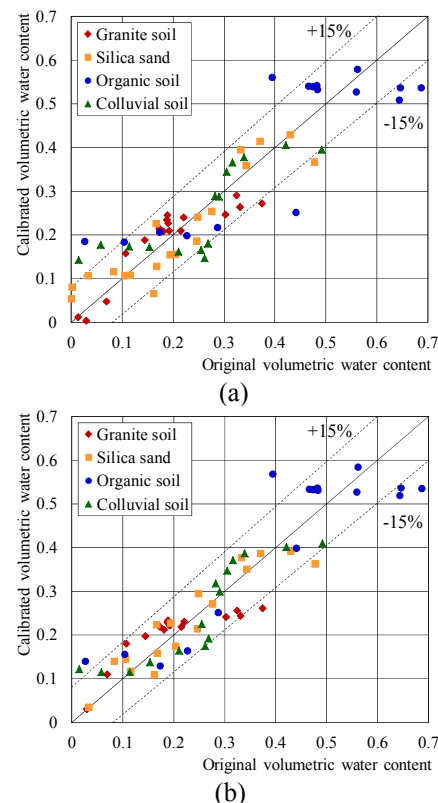 0.7
0.6
0.5
0.4
0.3
0.2
0.1
0
Calibrated volumetric water content
Granite soil
Silica sand
Organic soil
Colluvial soil
+15%
-15%
0 0.1 0.2 0.3 0.4 0.5 0.6 0.7
Original volumetric water content
(a)
0.7
0.6
0.5
0.4
0.3
0.2
0.1
0
Calibrated volumetric water content
Granite soil
Silica sand
Organic soil
Colluvial soil
+15%
-15%
0 0.1 0.2 0.3 0.4 0.5 0.6 0.7
Original volumetric water content
(b)